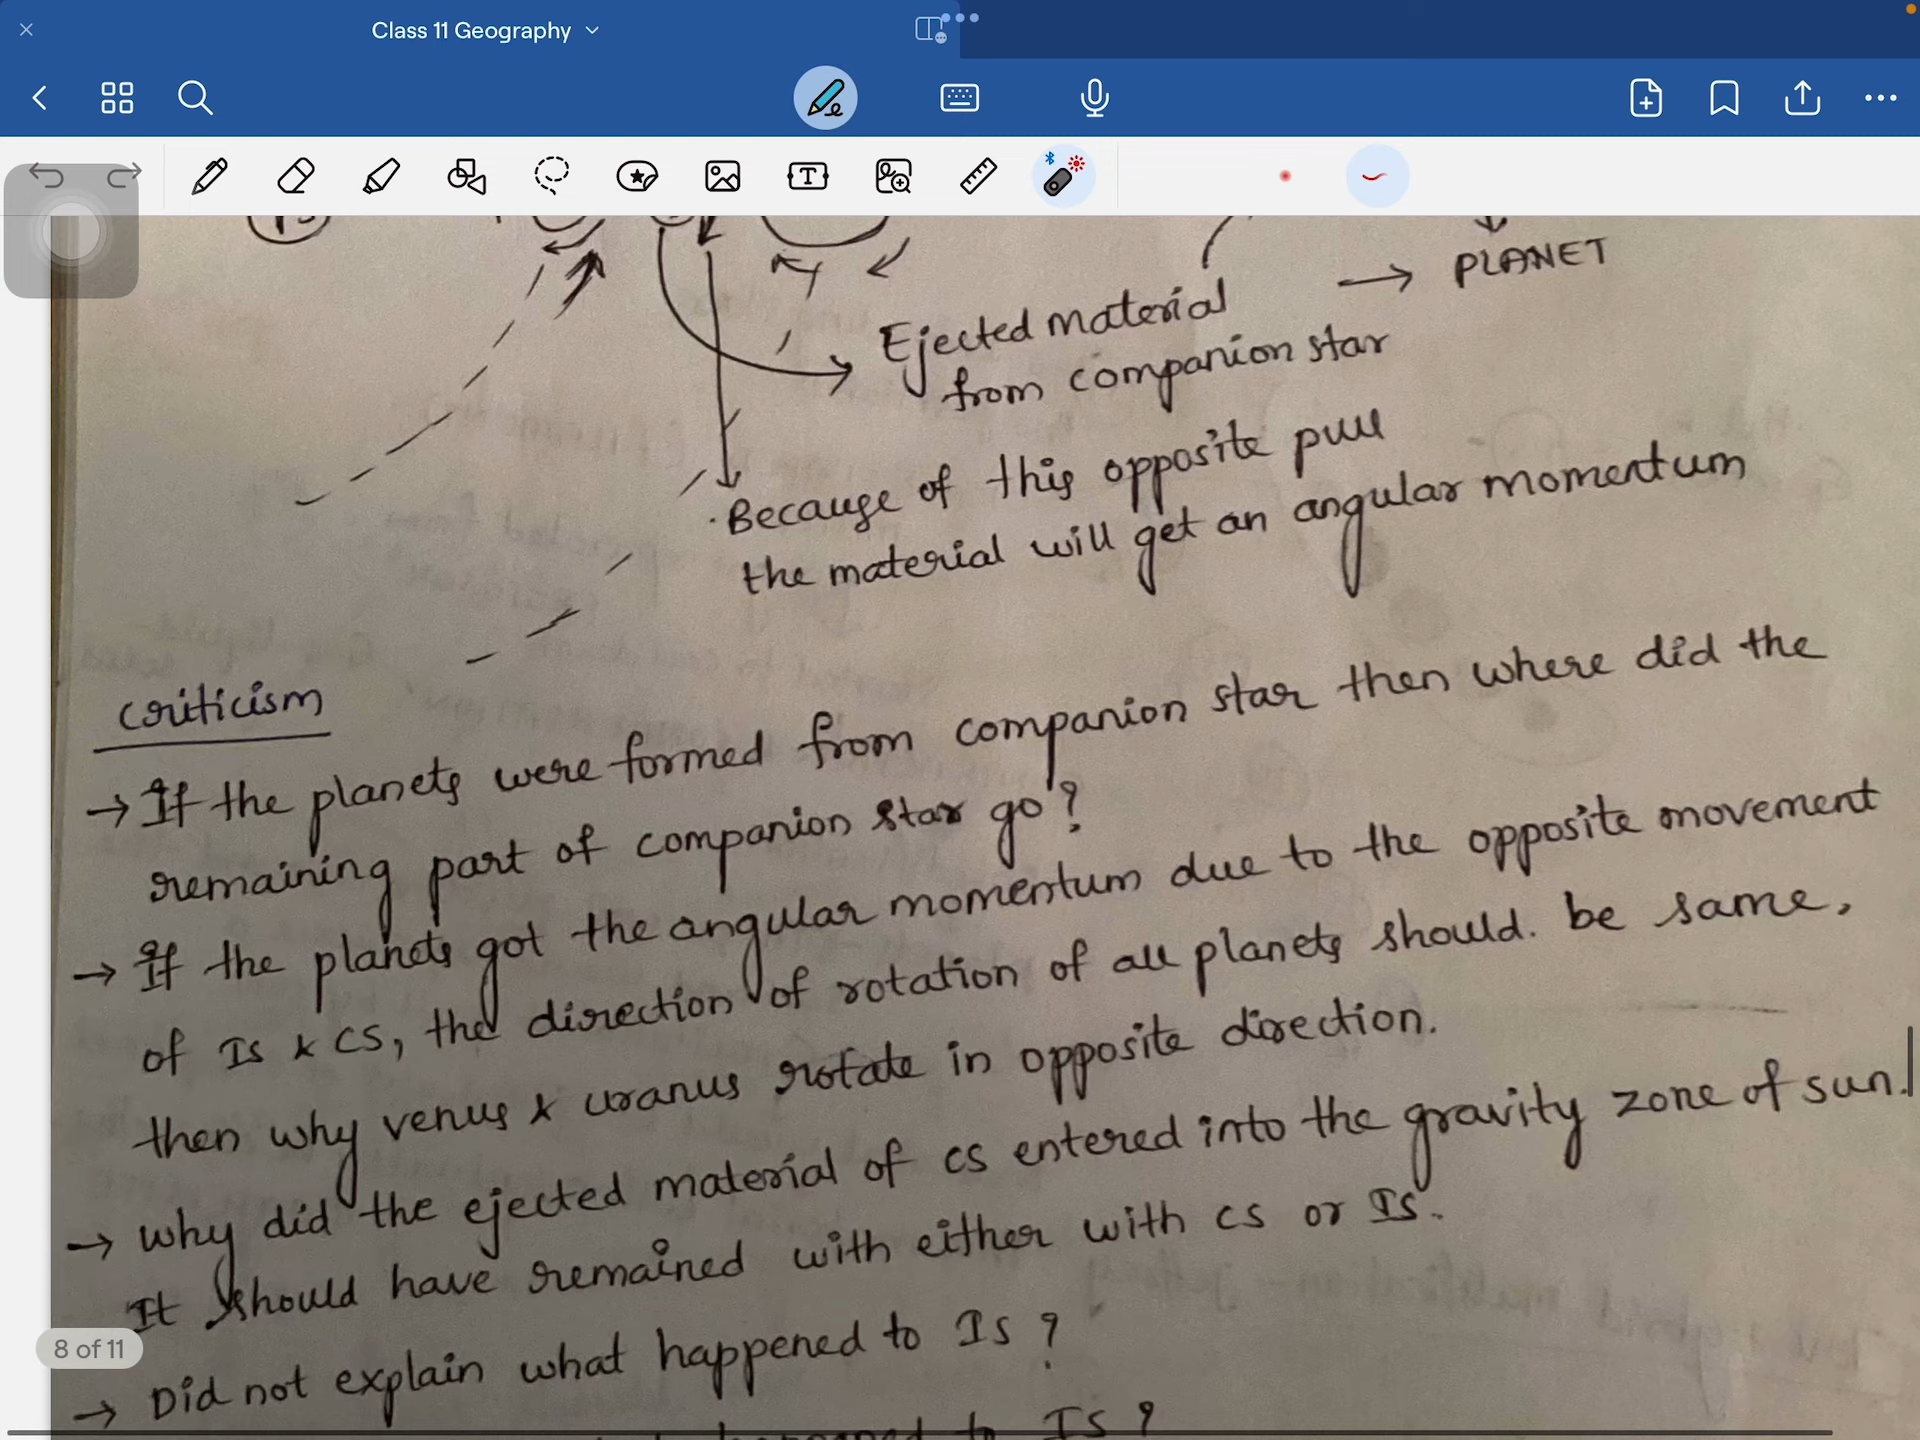 Class 11 Geography
PLANET
Ejected material
from companion star
Because of this opposite pull
the material will get an angular momentum
criticism
→ If the planets were formed from companion star then where did the
remaining part of companion star go?
→ If the planets got the angular momentum due to the opposite movement
of IS & CS, the direction of rotation of all planets should. be same,
then why venus & uranus rotate in opposite direction.
→ why did the ejected material of CS entered into the gravity zone of sun.
It should have remained with either with CS or IS.
→ Did not explain what happened to IS ?
to IS ?
8 of 11